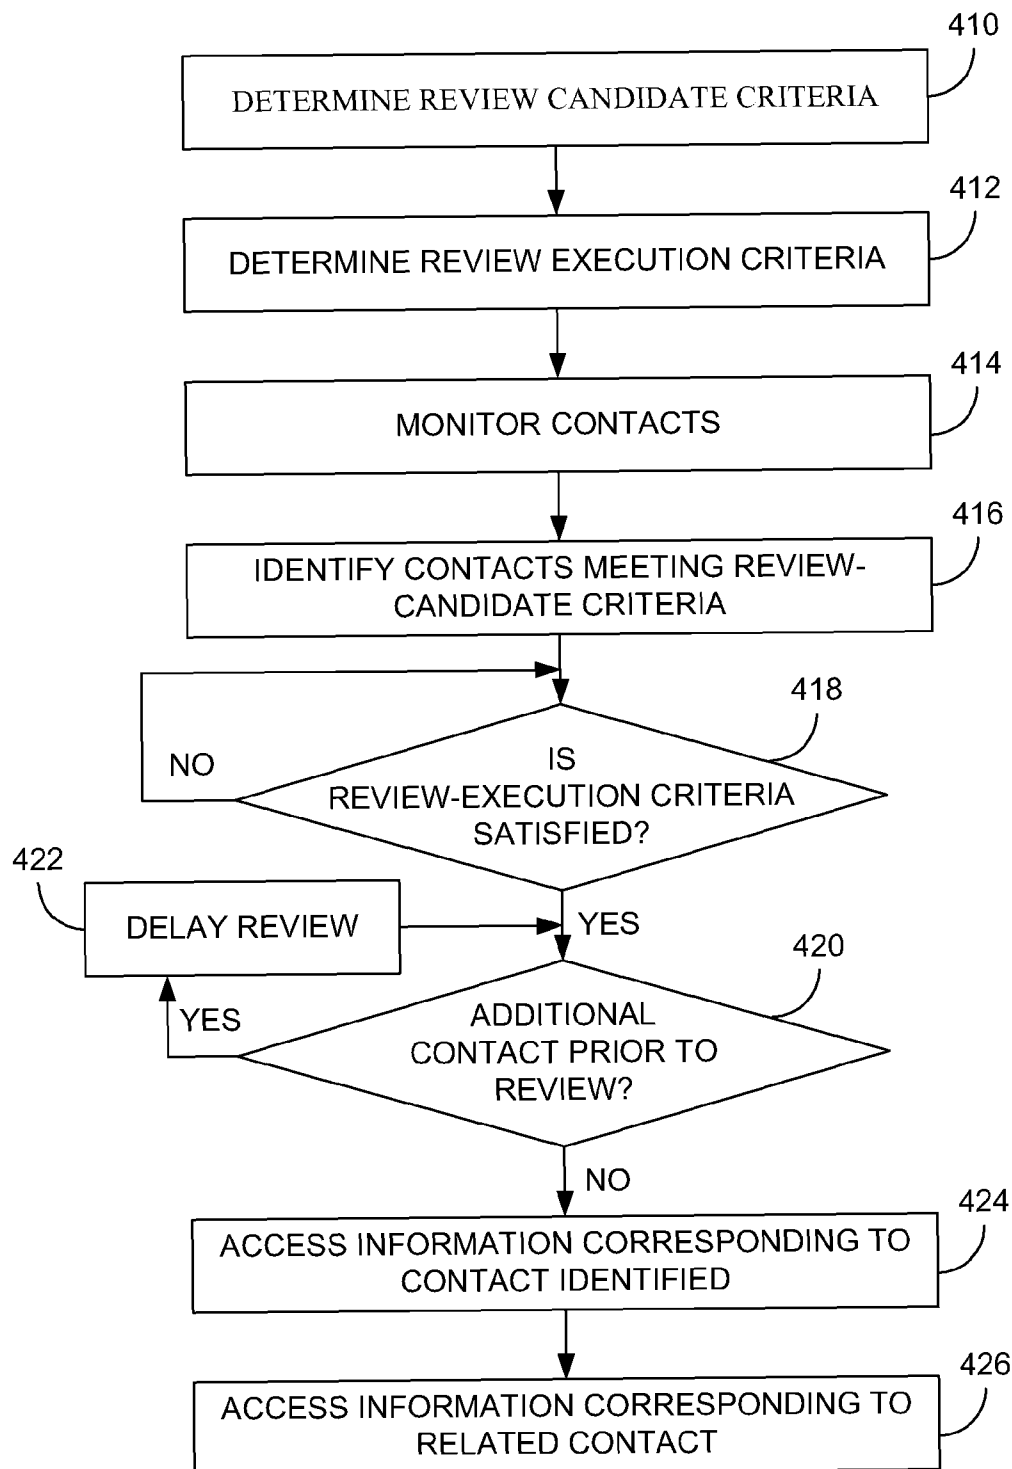 410
DETERMINE REVIEW CANDIDATE CRITERIA
412
DETERMINE REVIEW EXECUTION CRITERIA
414
MONITOR CONTACTS
416
IDENTIFY CONTACTS MEETING REVIEW-
CANDIDATE CRITERIA
418
NO
IS
REVIEW-EXECUTION CRITERIA
SATISFIED?
422
DELAY REVIEW
YES
420
YES
ADDITIONAL
CONTACT PRIOR TO
REVIEW?
NO
424
ACCESS INFORMATION CORRESPONDING TO
CONTACT IDENTIFIED
426
ACCESS INFORMATION CORRESPONDING TO
RELATED CONTACT